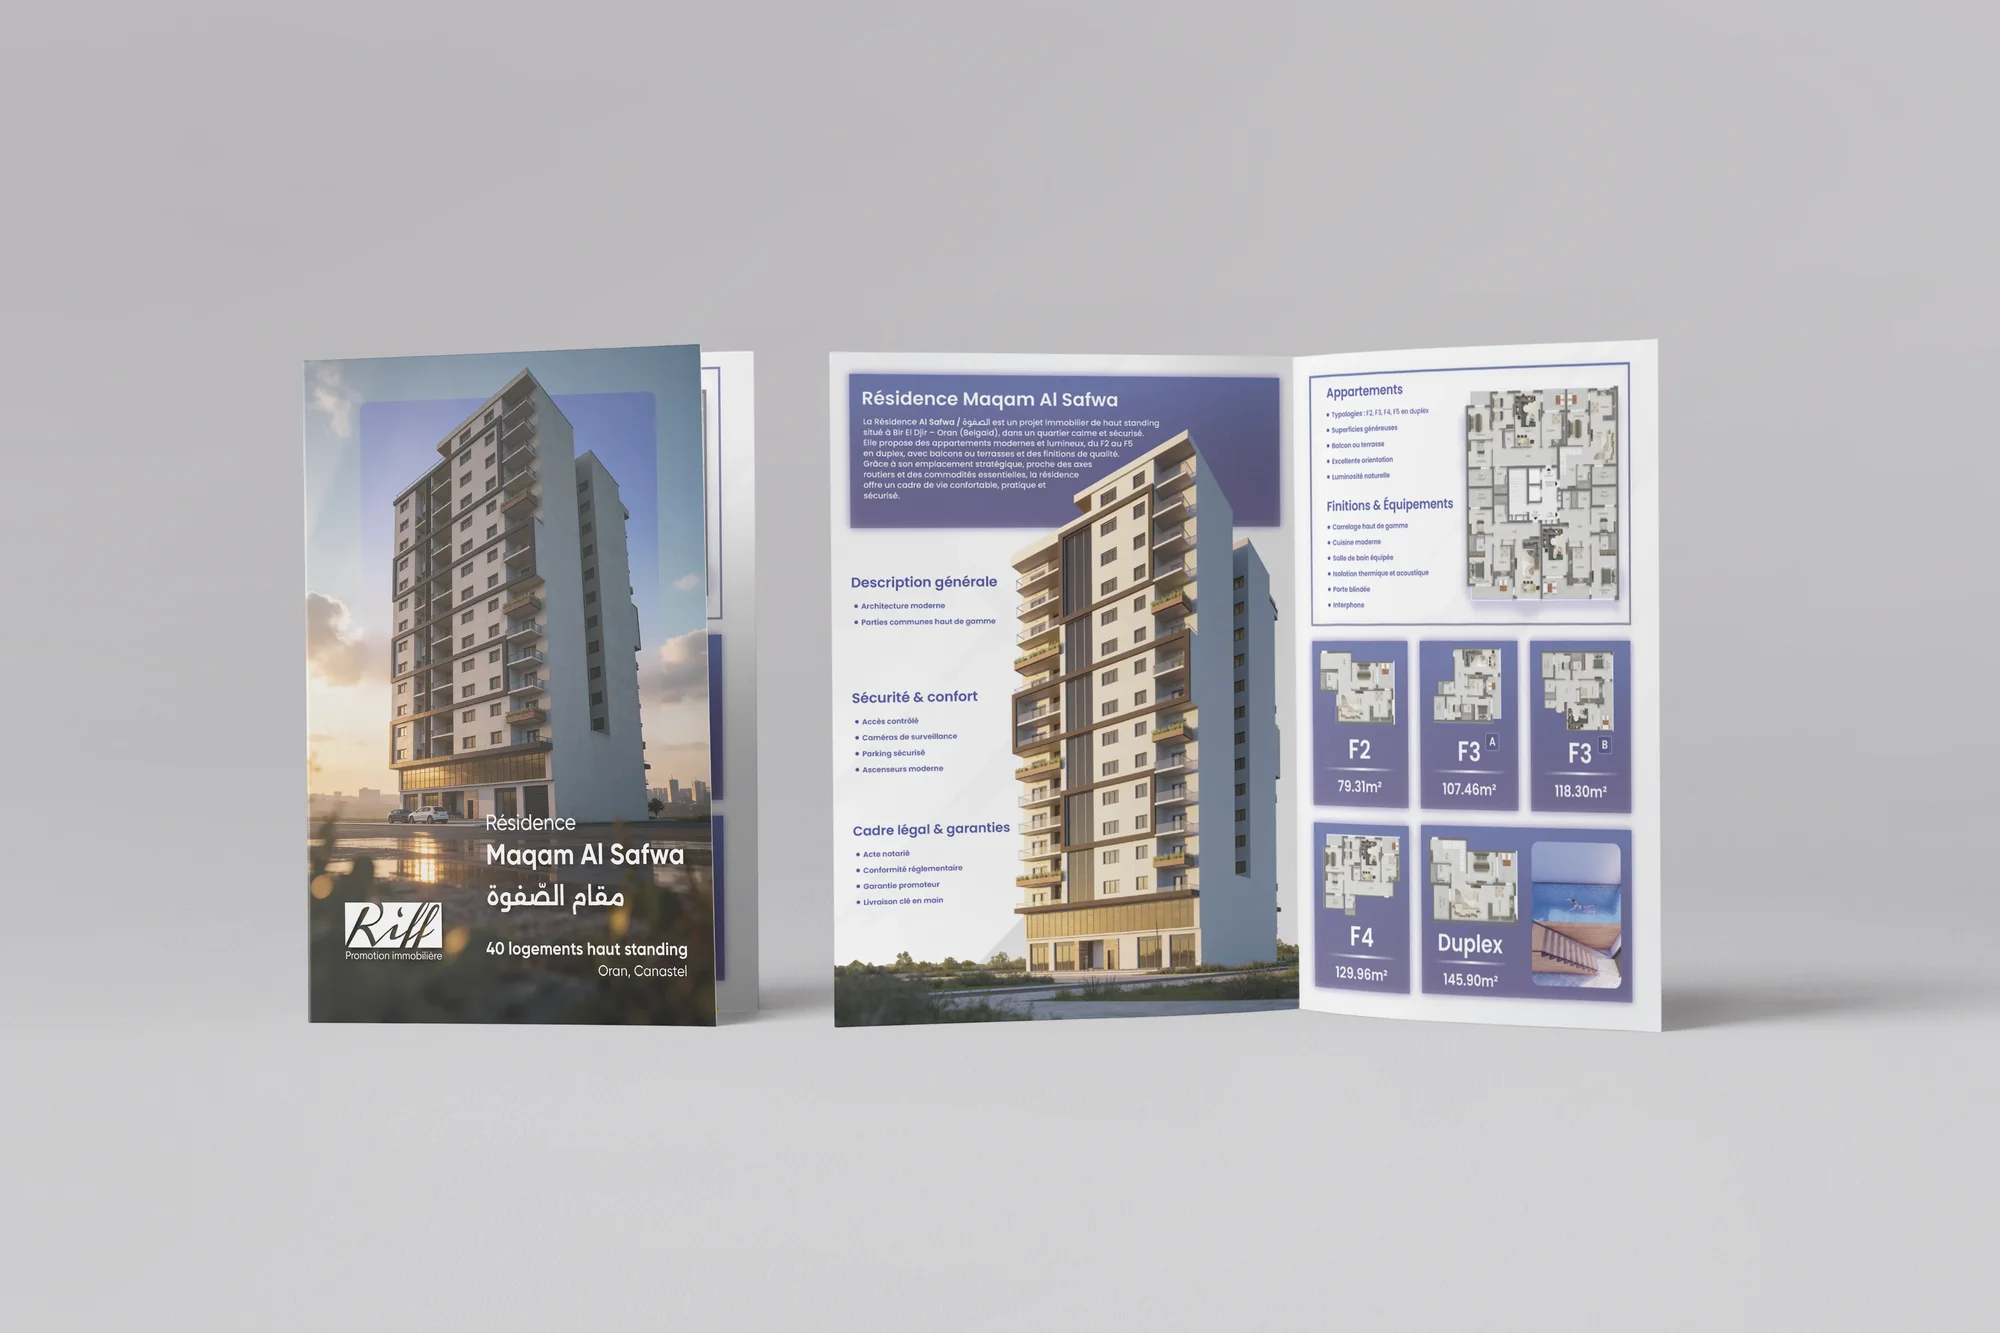 Résidence
Maqam Al Safwa
مقام الصّفوة
40 logements haut standing
Oran, Canastel
Riff
Promotion immobilière
Résidence Maqam Al Safwa
La Résidence Al Safwa / الصفوة est un projet immobilier de haut standing
situé à Bir El Djir – Oran (Belgaid), dans un quartier calme et sécurisé.
Elle propose des appartements modernes et lumineux, du F2 au F5
en duplex, avec balcons ou terrasses et des finitions de qualité.
Grâce à son emplacement stratégique, proche des axes
routiers et des commodités essentielles, la résidence
offre un cadre de vie confortable, pratique et
sécurisé.
Description générale
• Architecture moderne
• Parties communes haut de gamme
Sécurité & confort
• Accès contrôlé
• Caméras de surveillance
• Parking sécurisé
• Ascenseurs moderne
Cadre légal & garanties
• Acte notarié
• Conformité réglementaire
• Garantie promoteur
• Livraison clé en main
Appartements
• Typologies : F2, F3, F4, F5 en duplex
• Superficies généreuses
• Balcon ou terrasse
• Excellente orientation
• Luminosité naturelle
Finitions & Équipements
• Carrelage haut de gamme
• Cuisine moderne
• Salle de bain équipée
• Isolation thermique et acoustique
• Porte blindée
• Interphone
F2
79.31m²
F3 A
107.46m²
F3 B
118.30m²
F4
129.96m²
Duplex
145.90m²